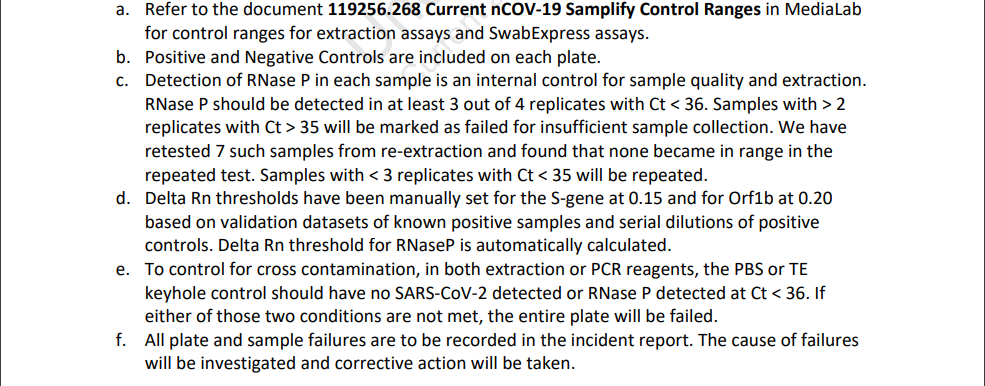 a. Refer to the document 119256.268 Current nCOV-19 Samplify Control Ranges in MediaLab
for control ranges for extraction assays and SwabExpress assays.
b. Positive and Negative Controls are included on each plate.
c. Detection of RNase P in each sample is an internal control for sample quality and extraction.
RNase P should be detected in at least 3 out of 4 replicates with Ct < 36. Samples with > 2
replicates with Ct > 35 will be marked as failed for insufficient sample collection. We have
retested 7 such samples from re-extraction and found that none became in range in the
repeated test. Samples with < 3 replicates with Ct < 35 will be repeated.
d. Delta Rn thresholds have been manually set for the S-gene at 0.15 and for Orf1b at 0.20
based on validation datasets of known positive samples and serial dilutions of positive
controls. Delta Rn threshold for RNaseP is automatically calculated.
e. To control for cross contamination, in both extraction or PCR reagents, the PBS or TE
keyhole control should have no SARS-CoV-2 detected or RNase P detected at Ct < 36. If
either of those two conditions are not met, the entire plate will be failed.
f. All plate and sample failures are to be recorded in the incident report. The cause of failures
will be investigated and corrective action will be taken.